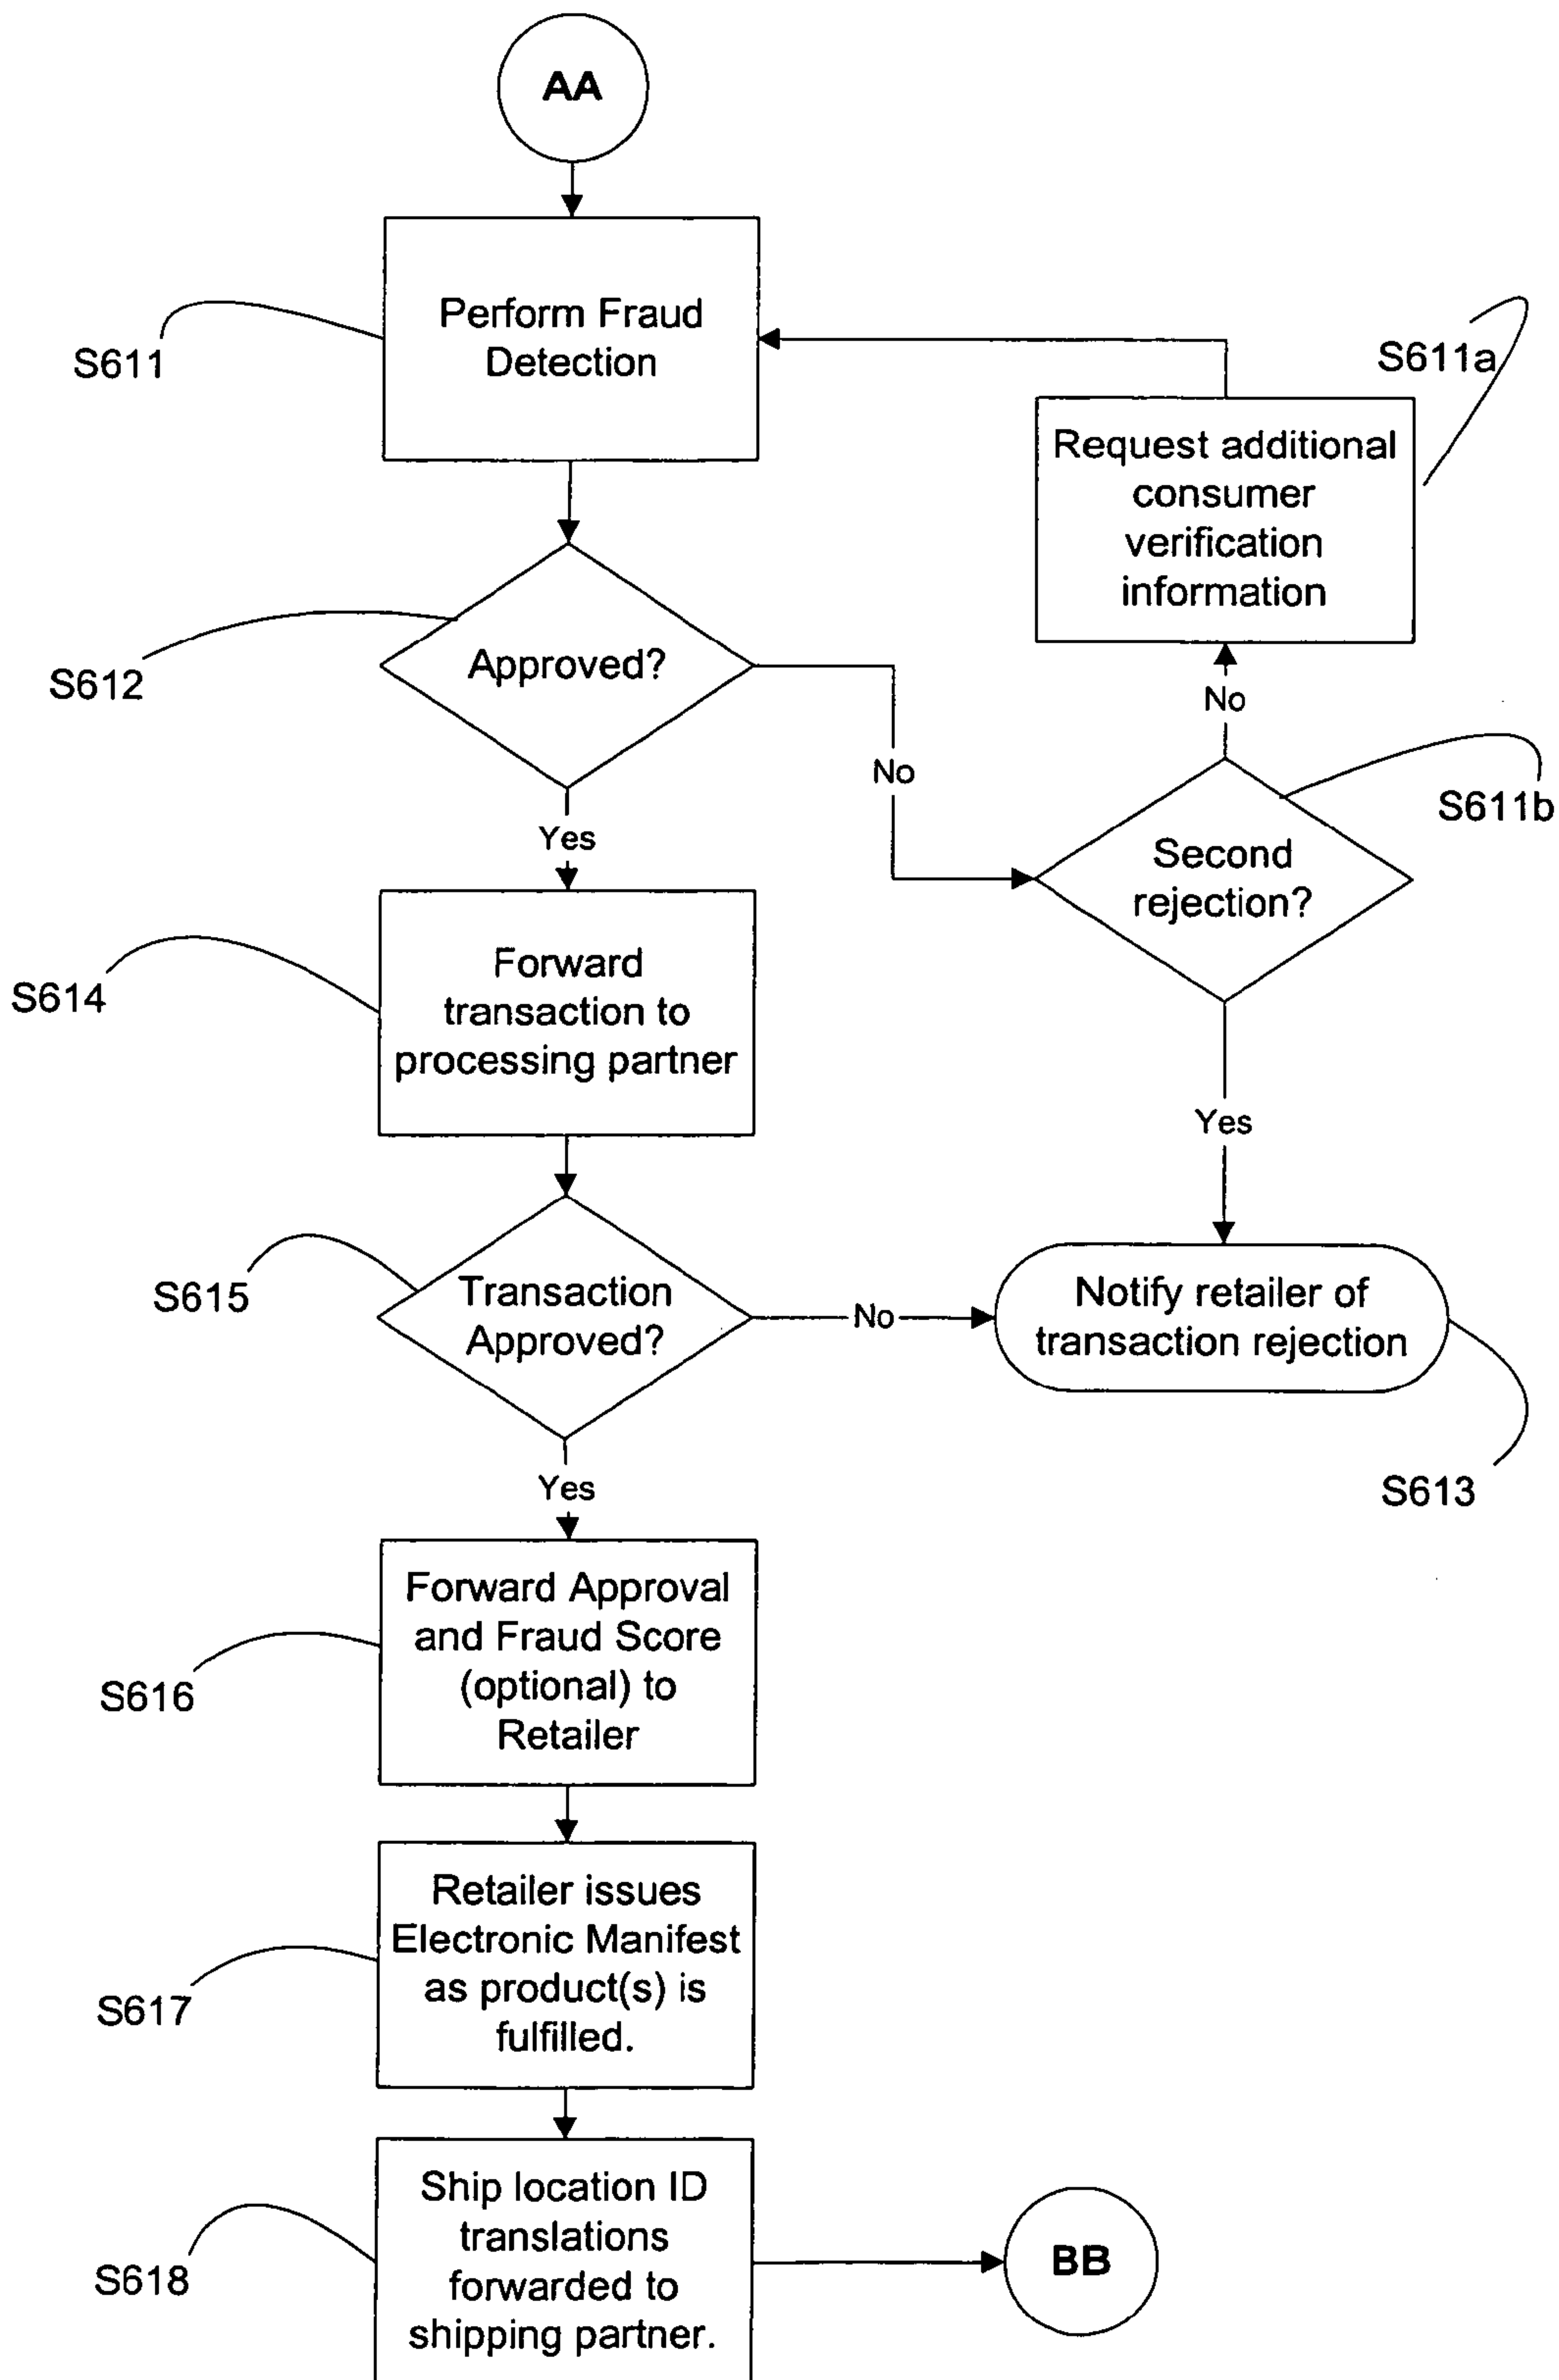 AA
Perform Fraud
Detection
S611
S611a
Request additional
consumer
verification
information
Approved?
S612
No
No
S611b
Second
rejection?
Yes
Forward
transaction to
processing partner
S614
Yes
Transaction
Approved?
S615
No
Notify retailer of
transaction rejection
S613
Yes
Forward Approval
and Fraud Score
(optional) to
Retailer
S616
Retailer issues
Electronic Manifest
as product(s) is
fulfilled.
S617
Ship location ID
translations
forwarded to
shipping partner.
S618
BB